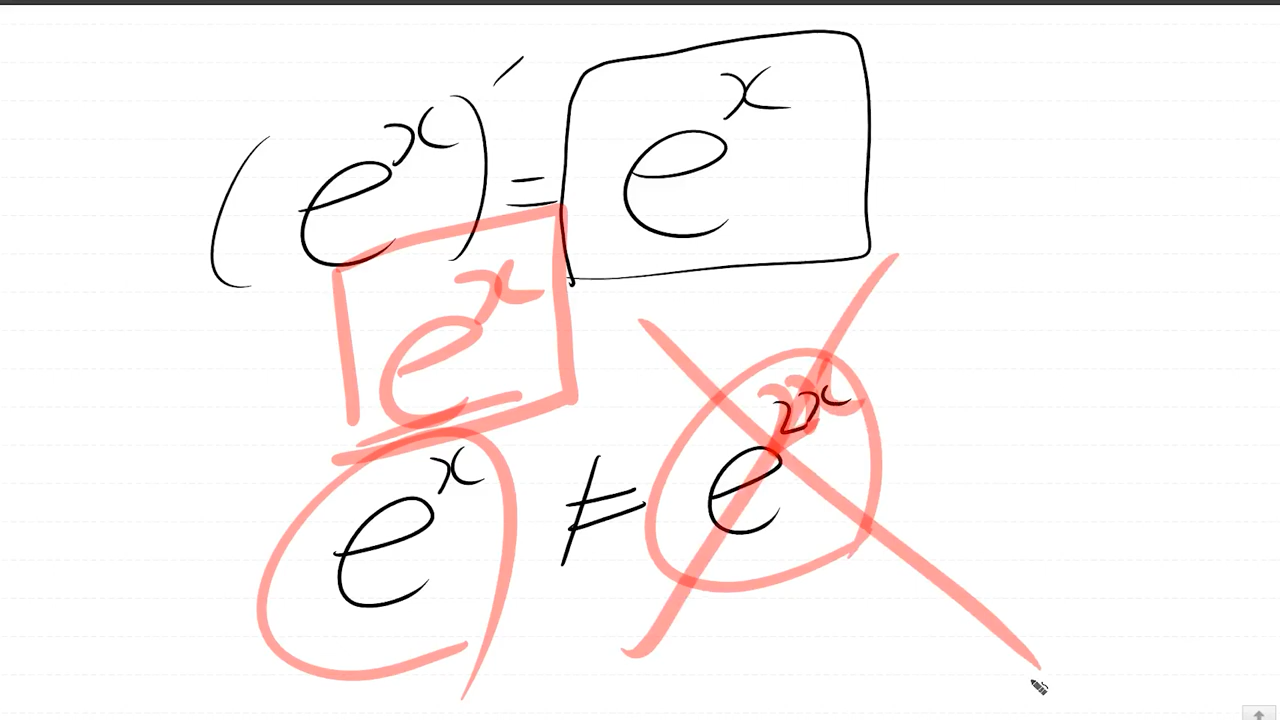 (e^x)′ = e^x
e^x
e^x ≠ e^{2x}